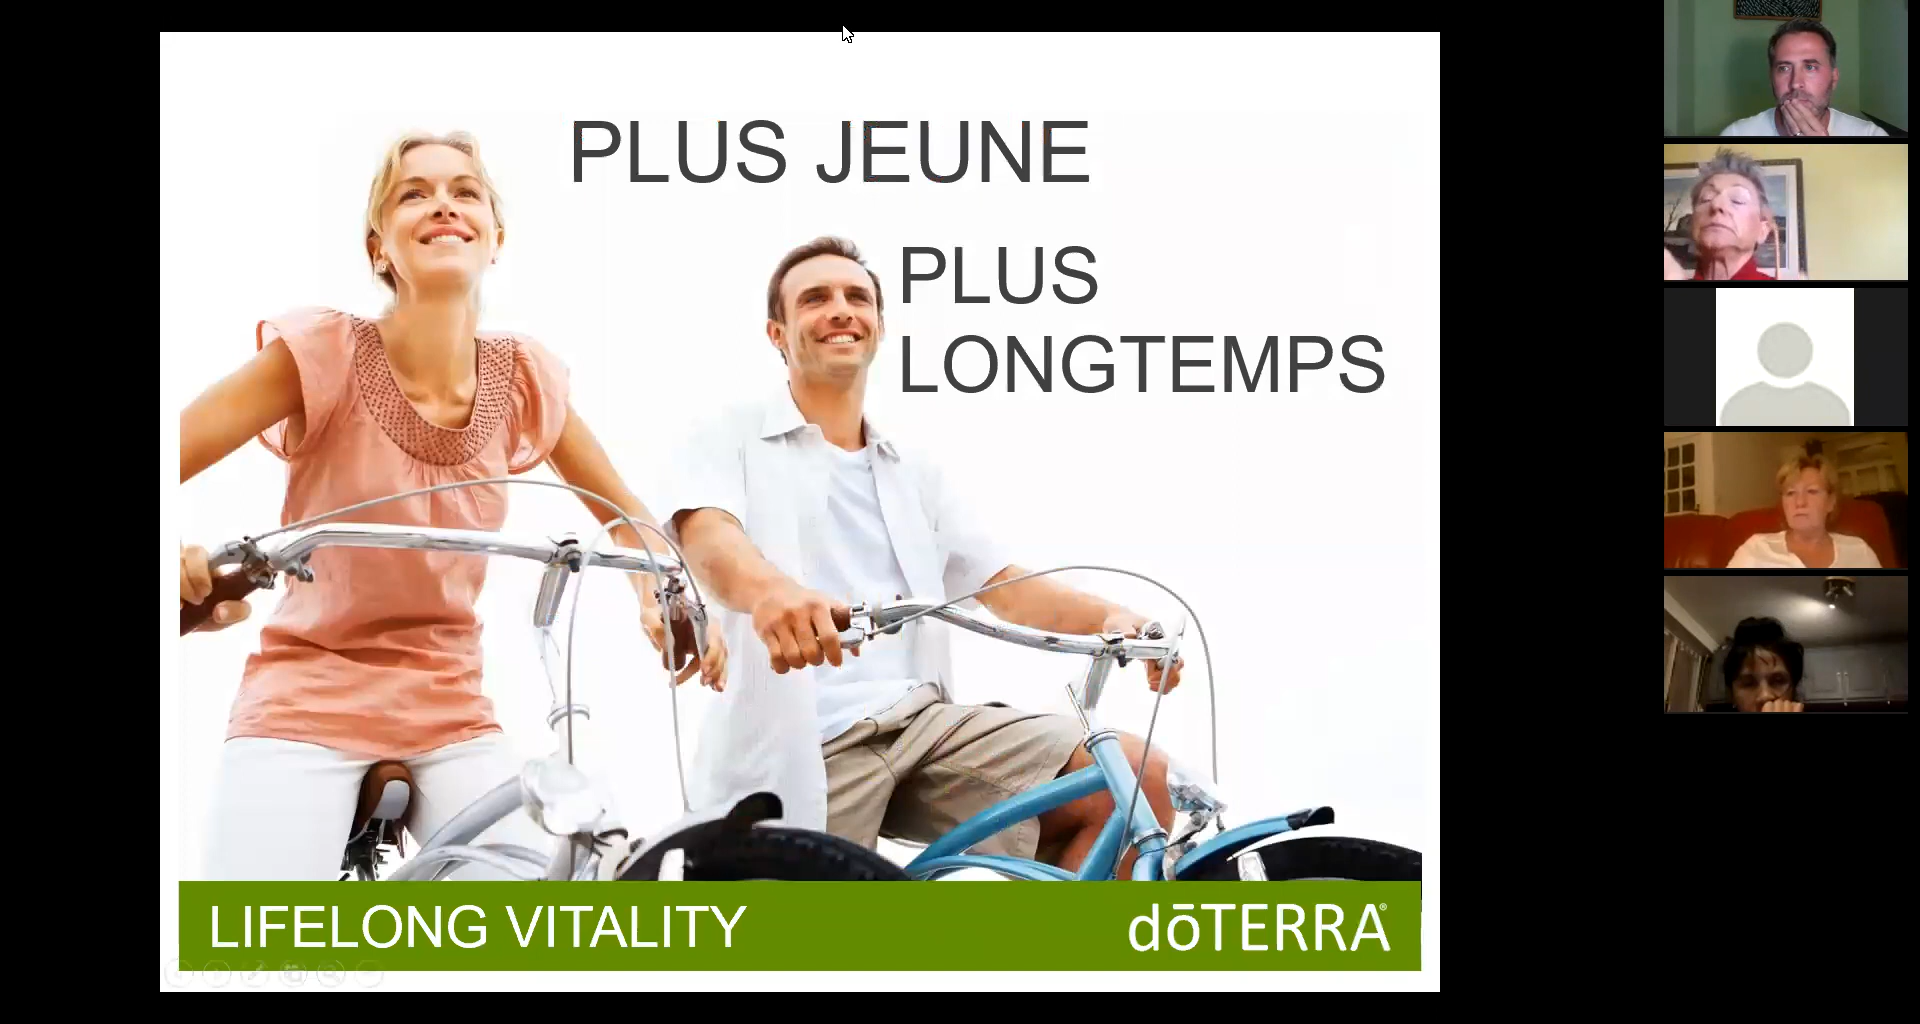 PLUS JEUNE
PLUS
LONGTEMPS
LIFELONG VITALITY
dōTERRA®